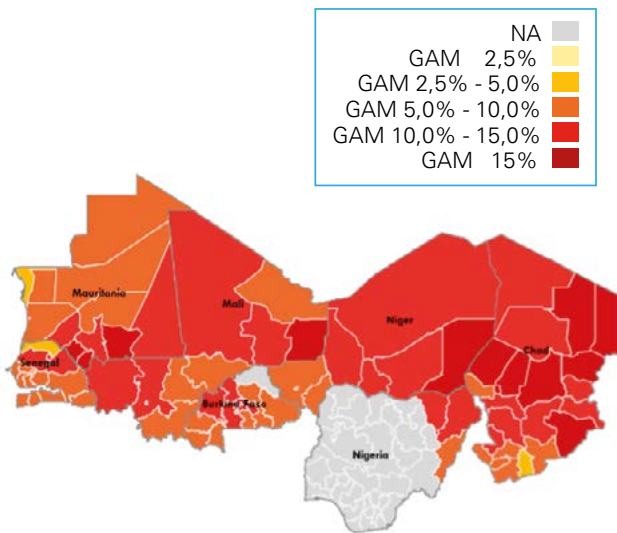 NA
GAM 2,5%
GAM 2,5% - 5,0%
GAM 5,0% - 10,0%
GAM 10,0% - 15,0%
GAM 15%
Mauritania
Mali
Niger
Chad
Senegal
Burkina Faso
Nigeria